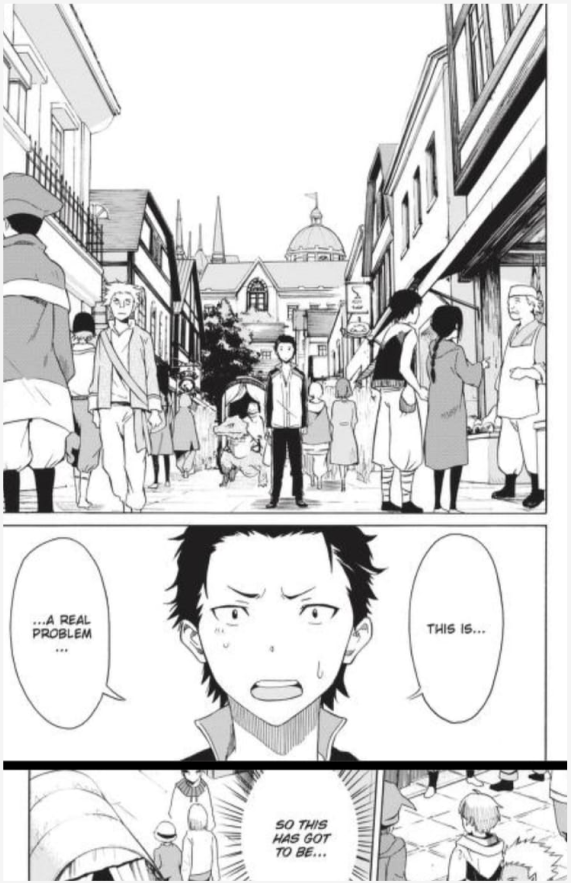 THIS IS...
...A REAL
PROBLEM
...
SO THIS
HAS GOT
TO BE...